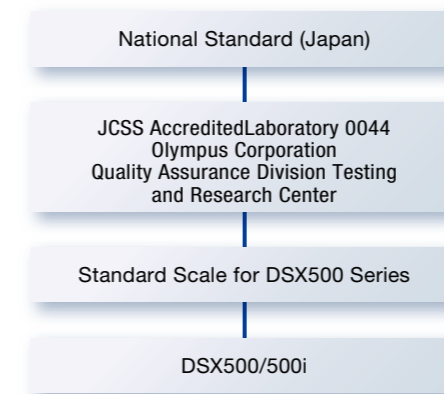 National Standard (Japan)
JCSS AccreditedLaboratory 0044
Olympus Corporation
Quality Assurance Division Testing
and Research Center
Standard Scale for DSX500 Series
DSX500/500i